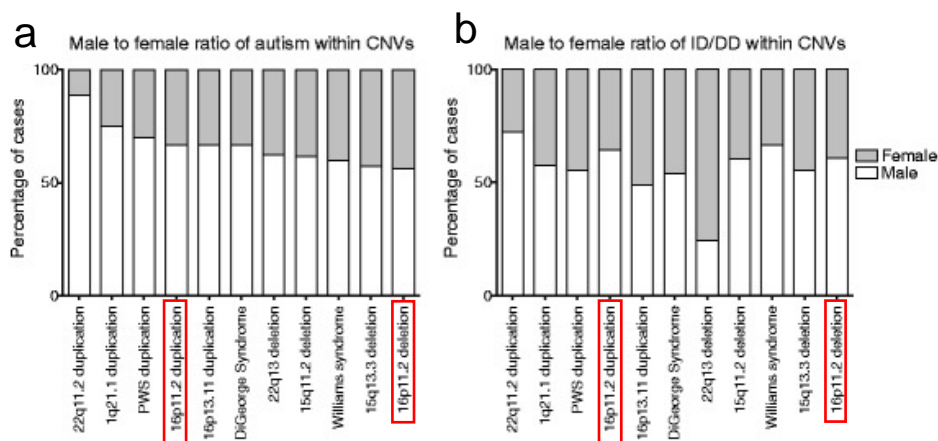 a
Male to female ratio of autism within CNVs
Percentage of cases
100
50
0
22q11.2 duplication
1q21.1 duplication
PWS duplication
16p11.2 duplication
16p13.11 duplication
DiGeorge Syndrome
22q13 deletion
15q11.2 deletion
Williams syndrome
15q13.3 deletion
16p11.2 deletion
b
Male to female ratio of ID/DD within CNVs
Percentage of cases
100
50
0
22q11.2 duplication
1q21.1 duplication
PWS duplication
16p11.2 duplication
16p13.11 duplication
DiGeorge Syndrome
22q13 deletion
15q11.2 deletion
Williams syndrome
15q13.3 deletion
16p11.2 deletion
Female
Male